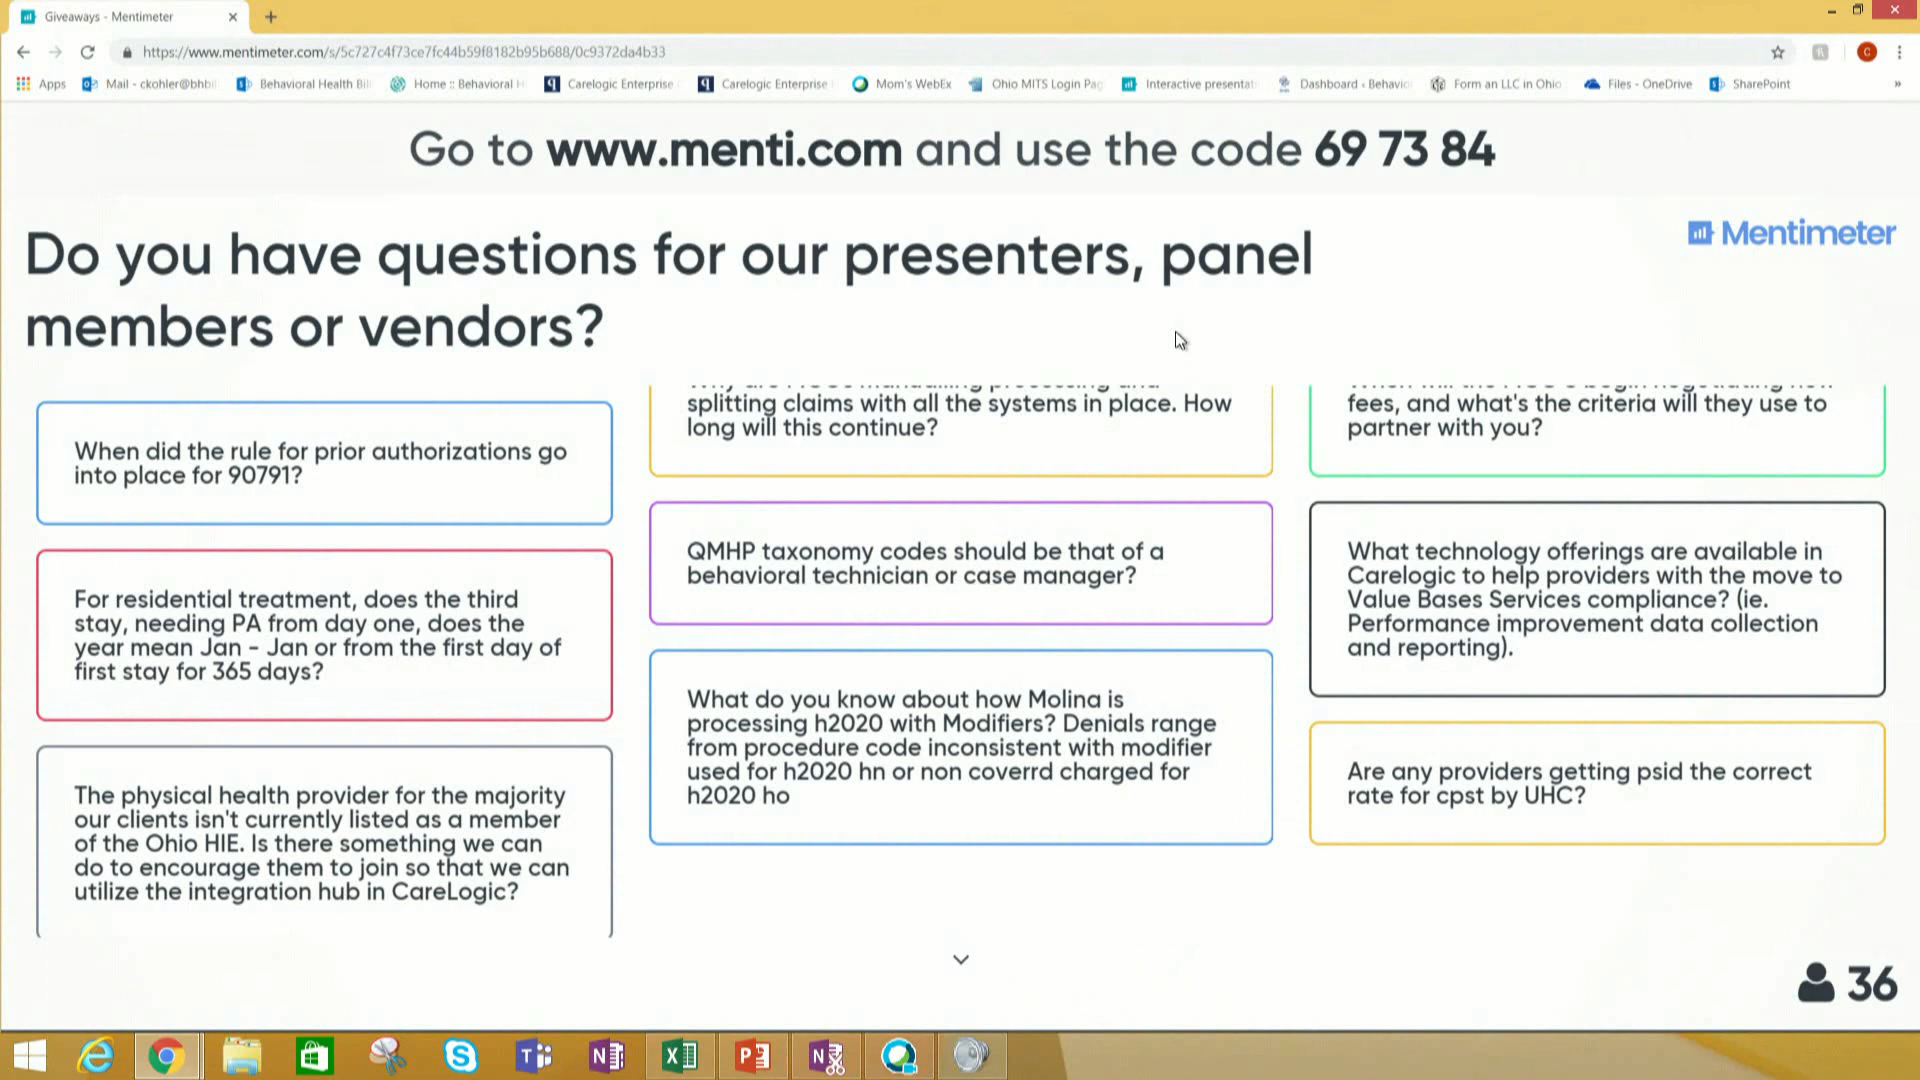 Giveaways - Mentimeter
https://www.mentimeter.com/s/5c727c4f73ce7fc44b59f8182b95b688/0c9372da4b33
Apps
Mail - ckohler@bhbi
Behavioral Health Bil
Home :: Behavioral H
Carelogic Enterprise
Carelogic Enterprise
Mom's WebEx
Ohio MITS Login Pag
Interactive presentat
Dashboard ‹ Behavio
Form an LLC in Ohio
Files - OneDrive
SharePoint
»
Go to www.menti.com and use the code 69 73 84
Mentimeter
Do you have questions for our presenters, panel
members or vendors?
When did the rule for prior authorizations go
into place for 90791?
For residential treatment, does the third
stay, needing PA from day one, does the
year mean Jan - Jan or from the first day of
first stay for 365 days?
The physical health provider for the majority
our clients isn't currently listed as a member
of the Ohio HIE. Is there something we can
do to encourage them to join so that we can
utilize the integration hub in CareLogic?
splitting claims with all the systems in place. How
long will this continue?
QMHP taxonomy codes should be that of a
behavioral technician or case manager?
What do you know about how Molina is
processing h2020 with Modifiers? Denials range
from procedure code inconsistent with modifier
used for h2020 hn or non coverrd charged for
h2020 ho
fees, and what's the criteria will they use to
partner with you?
What technology offerings are available in
Carelogic to help providers with the move to
Value Bases Services compliance? (ie.
Performance improvement data collection
and reporting).
Are any providers getting psid the correct
rate for cpst by UHC?
36